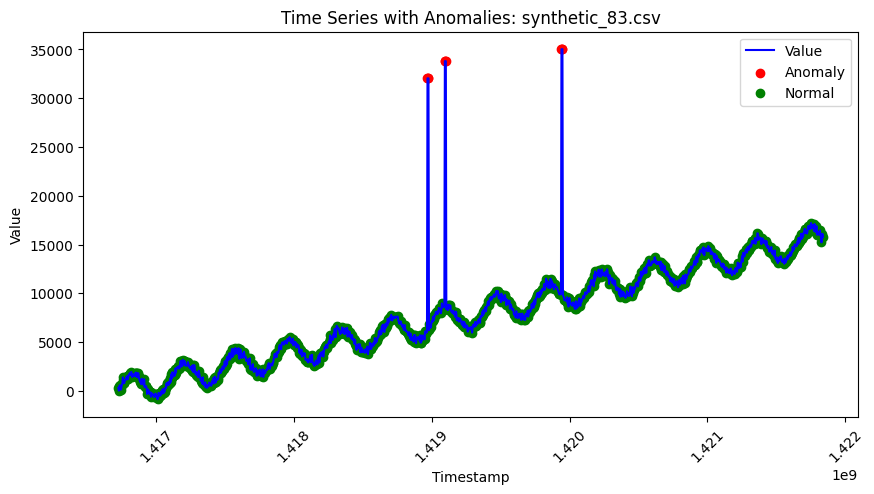 Time Series with Anomalies: synthetic_83.csv
35000
30000
25000
20000
15000
10000
5000
0
Value
Value
Anomaly
Normal
1.417
1.418
1.419
1.420
1.421
1.422
1e9
Timestamp